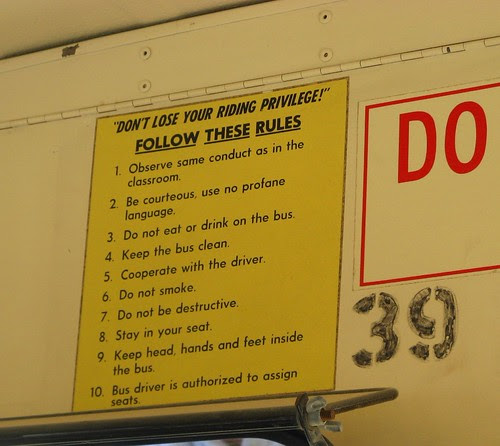 "DON'T LOSE YOUR RIDING PRIVILEGE!"
FOLLOW THESE RULES
1. Observe same conduct as in the
classroom.
2. Be courteous, use no profane
language.
3. Do not eat or drink on the bus.
4. Keep the bus clean.
5. Cooperate with the driver.
6. Do not smoke.
7. Do not be destructive.
8. Stay in your seat.
9. Keep head, hands and feet inside
the bus.
10. Bus driver is authorized to assign
seats.
DO
39